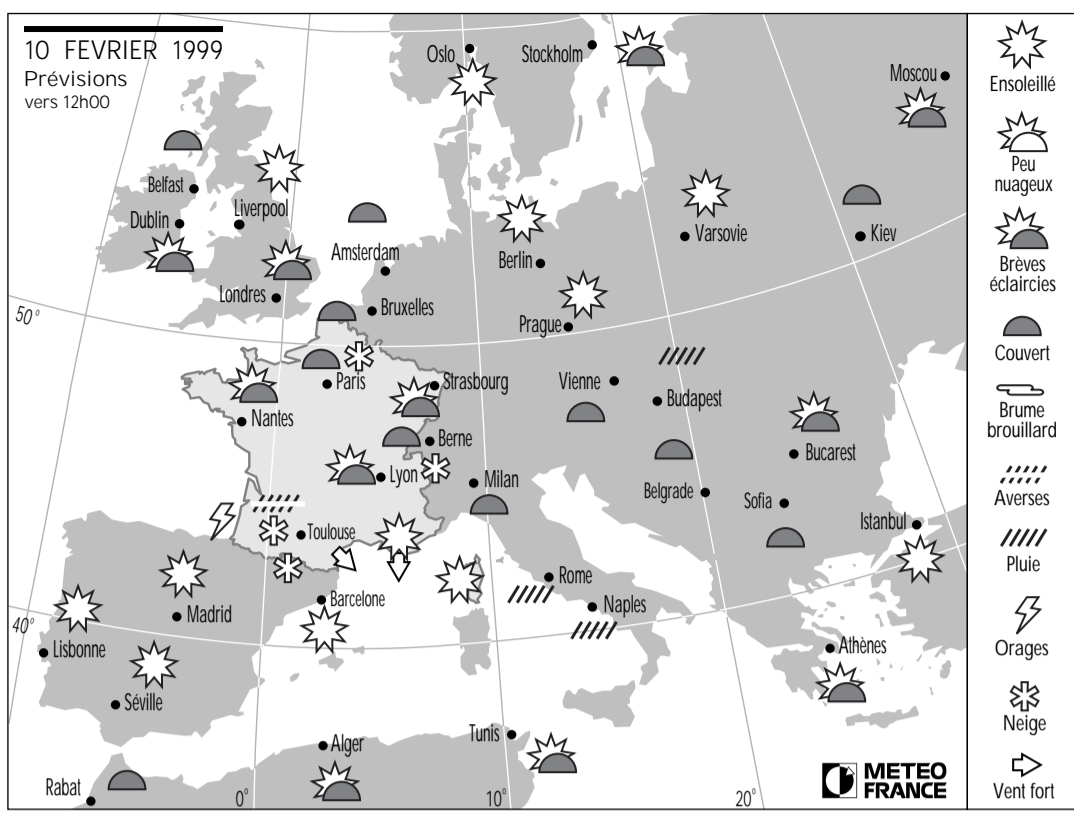 10 FEVRIER 1999
Prévisions
vers 12h00
Oslo
Stockholm
Moscou
Belfast
Dublin
Liverpool
Amsterdam
Londres
Bruxelles
Berlin
Varsovie
Kiev
Prague
50°
Paris
Strasbourg
Vienne
Budapest
Nantes
Berne
Lyon
Milan
Bucarest
Belgrade
Sofia
Istanbul
Toulouse
Rome
Barcelone
Naples
Madrid
40°
Lisbonne
Athènes
Séville
Alger
Tunis
Rabat
0°
10°
20°
METEO
FRANCE
Ensoleillé
Peu
nuageux
Brèves
éclaircies
Couvert
Brume
brouillard
Averses
Pluie
Orages
Neige
Vent fort